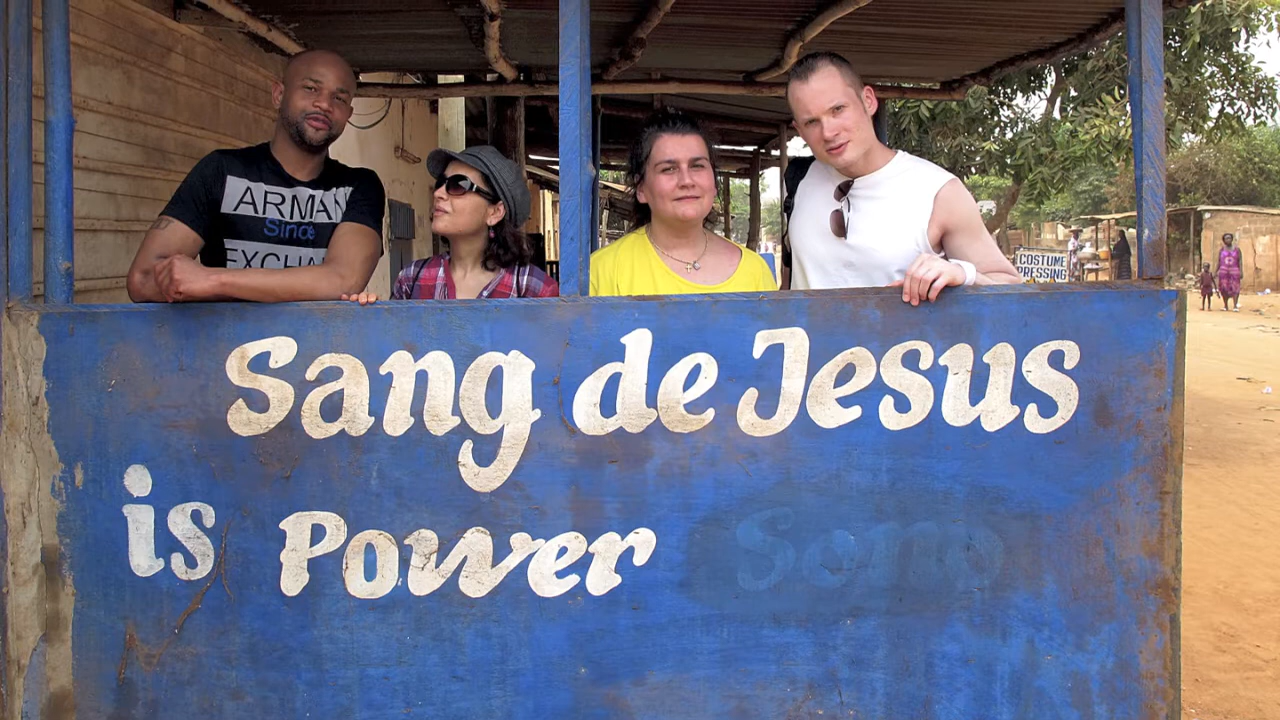 ARMAN
Since
EXCHA
COSTUME
PRESSING
Sang de Jesus
is Power